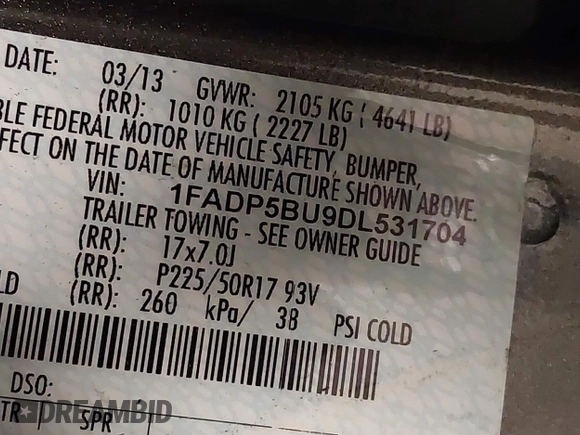 DATE: 03/13 GVWR: 2105 KG ( 4641 LB)
(RR): 1010 KG ( 2227 LB)
BLE FEDERAL MOTOR VEHICLE SAFETY, BUMPER,
FFECT ON THE DATE OF MANUFACTURE SHOWN ABOVE.
VIN: 1FADP5BU9DL531704
TRAILER TOWING - SEE OWNER GUIDE
(RR): 17x7.0J
(RR): P225/50R17 93V
LD (RR): 260 kPa/ 38 PSI COLD
DSO:
TR SPR
DREAMBID